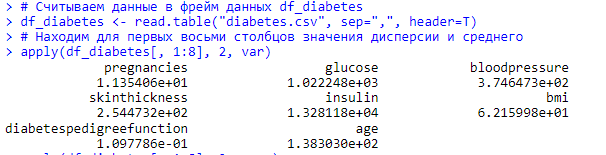 > # Считываем данные в фрейм данных df_diabetes
> df_diabetes <- read.table("diabetes.csv", sep=",", header=T)
> # Находим для первых восьми столбцов значения дисперсии и среднего
> apply(df_diabetes[, 1:8], 2, var)
pregnancies glucose bloodpressure
1.135406e+01 1.022248e+03 3.746473e+02
skinthickness insulin bmi
2.544732e+02 1.328118e+04 6.215998e+01
diabetespedigreefunction age
1.097786e-01 1.383030e+02